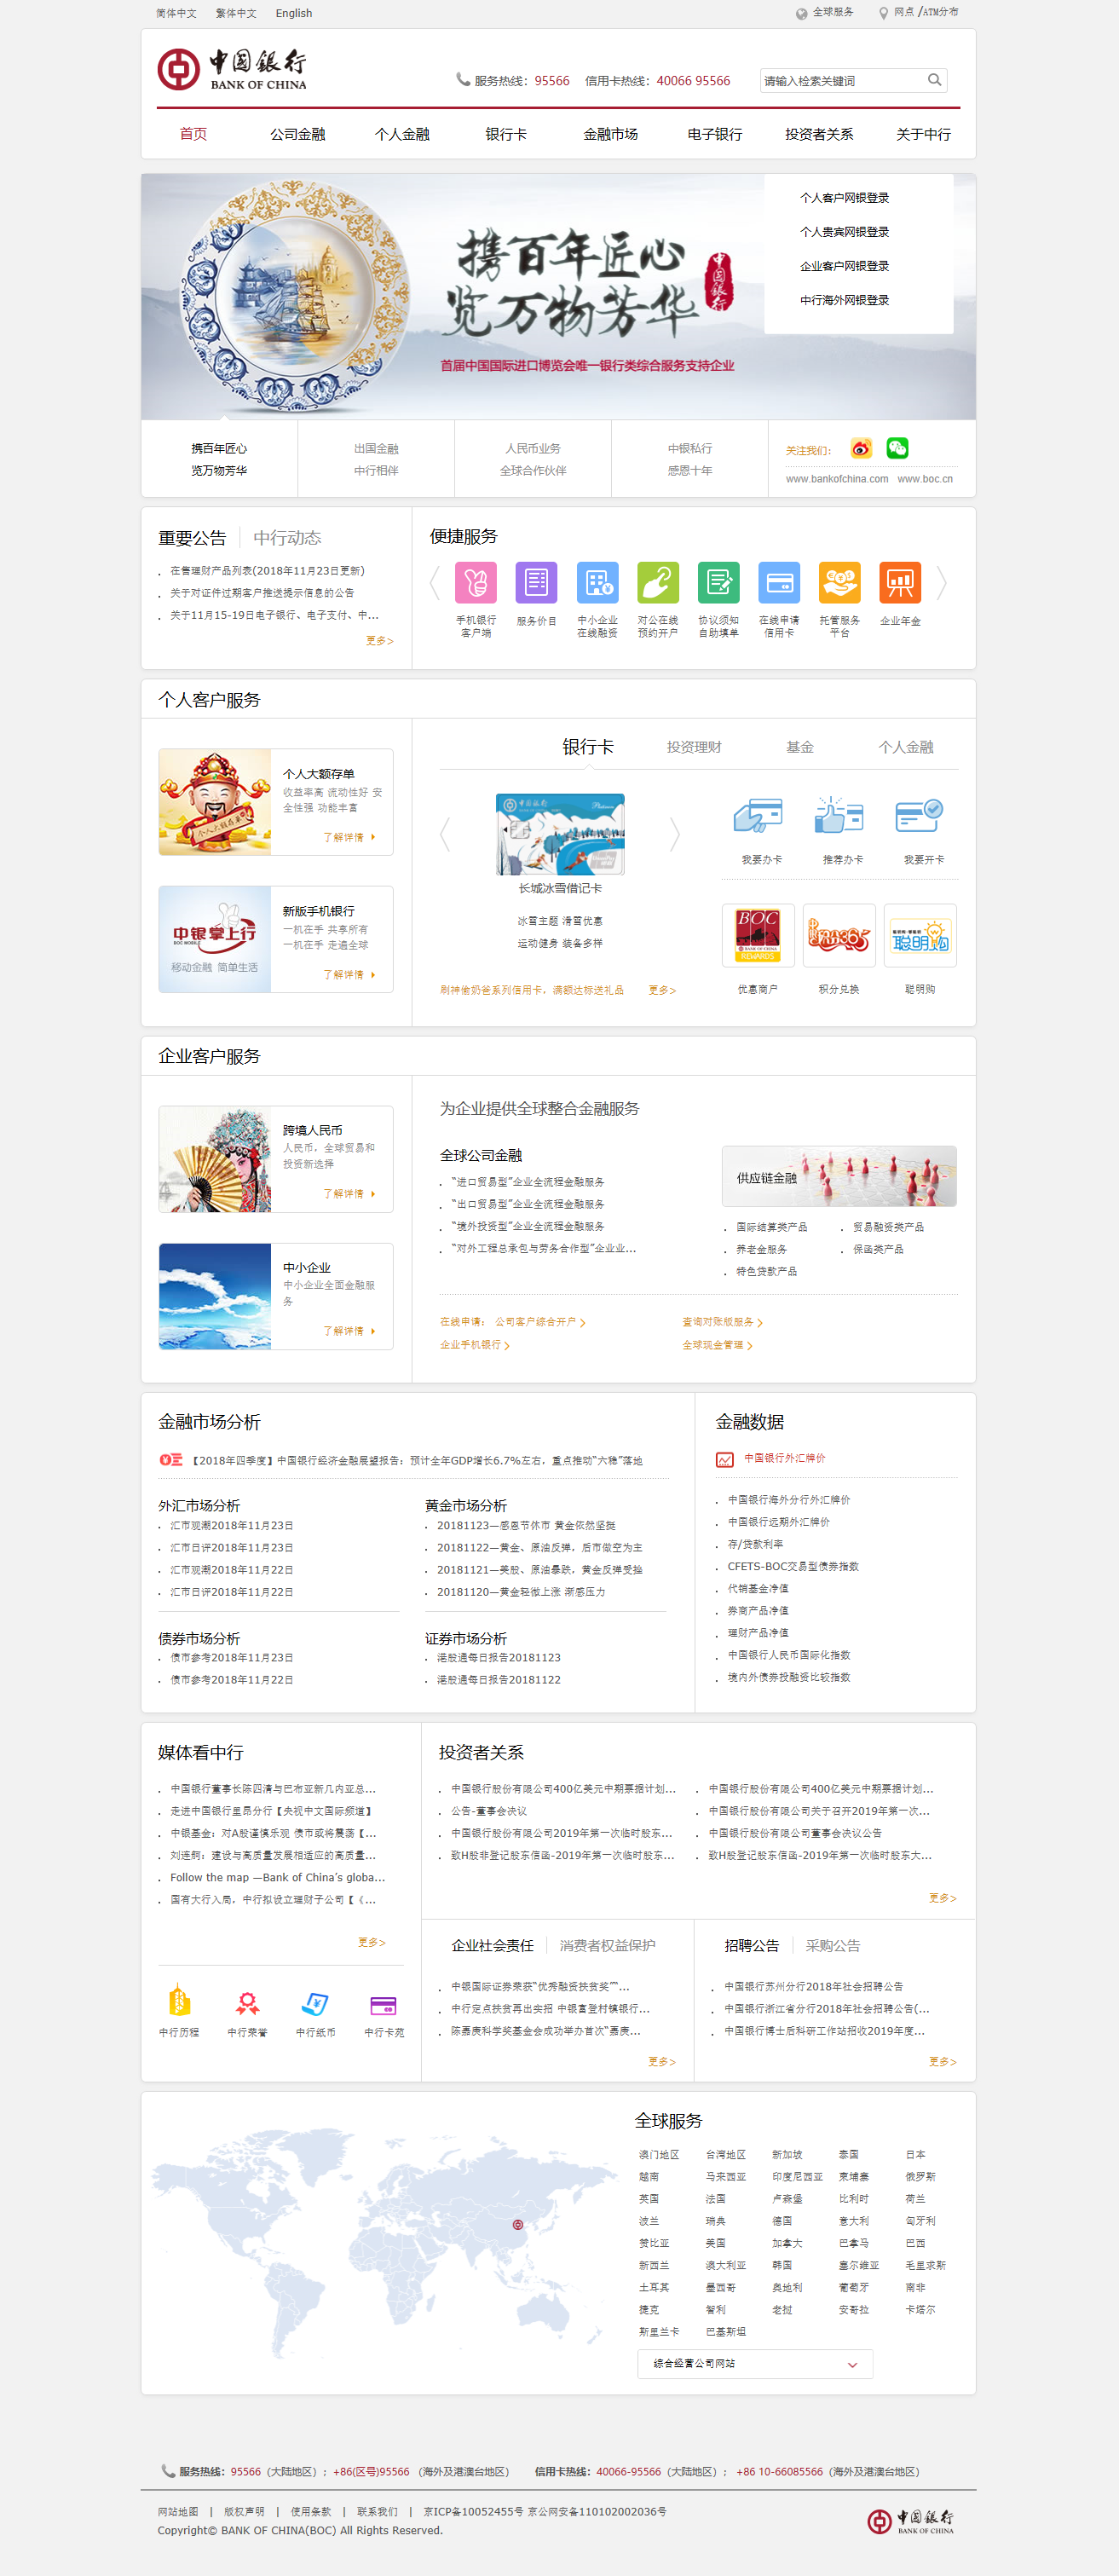 简体中文 繁体中文 English
全球服务 网点 /ATM分布
中国银行
BANK OF CHINA
服务热线：95566 信用卡热线：40066 95566
请输入检索关键词
首页 公司金融 个人金融 银行卡 金融市场 电子银行 投资者关系 关于中行
携百年匠心
览万物芳华
中国银行
首届中国国际进口博览会唯一银行类综合服务支持企业
个人客户网银登录
个人贵宾网银登录
企业客户网银登录
中行海外网银登录
携百年匠心
览万物芳华
出国金融
中行相伴
人民币业务
全球合作伙伴
中银私行
感恩十年
关注我们：
www.bankofchina.com www.boc.cn
重要公告 中行动态
在售理财产品列表(2018年11月23日更新)
关于对证件过期客户推送提示信息的公告
关于11月15-19日电子银行、电子支付、中...
更多>
便捷服务
手机银行
客户端
服务价目
中小企业
在线融资
对公在线
预约开户
协议须知
自助填单
在线申请
信用卡
托管服务
平台
企业年金
个人客户服务
个人大额存单
个人大额存单
收益率高 流动性好 安
全性强 功能丰富
了解详情
中银掌上行
BOC MOBILE
移动金融 简单生活
新版手机银行
一机在手 共享所有
一机在手 走遍全球
了解详情
银行卡 投资理财 基金 个人金融
中国银行 Platinum
长城冰雪借记卡
冰雪主题 滑雪优惠
运动健身 装备多样
刷神偷奶爸系列信用卡，满额达标送礼品 更多>
我要办卡 推荐办卡 我要开卡
BOC
REWARDS
365
聪明购
优惠商户 积分兑换 聪明购
企业客户服务
跨境人民币
人民币，全球贸易和
投资新选择
了解详情
中小企业
中小企业全面金融服
务
了解详情
为企业提供全球整合金融服务
全球公司金融
“进口贸易型”企业全流程金融服务
“出口贸易型”企业全流程金融服务
“境外投资型”企业全流程金融服务
“对外工程总承包与劳务合作型”企业业...
供应链金融
国际结算类产品 贸易融资类产品
养老金服务 保函类产品
特色贷款产品
在线申请： 公司客户综合开户 查询对账版服务
企业手机银行 全球现金管理
金融市场分析
【2018年四季度】中国银行经济金融展望报告：预计全年GDP增长6.7%左右，重点推动“六稳”落地
外汇市场分析
汇市观潮2018年11月23日
汇市日评2018年11月23日
汇市观潮2018年11月22日
汇市日评2018年11月22日
黄金市场分析
20181123—感恩节休市 黄金依然坚挺
20181122—黄金、原油反弹，后市做空为主
20181121—美股、原油暴跌，黄金反弹受挫
20181120—黄金轻微上涨 渐感压力
债券市场分析
债市参考2018年11月23日
债市参考2018年11月22日
证券市场分析
港股通每日报告20181123
港股通每日报告20181122
金融数据
中国银行外汇牌价
中国银行海外分行外汇牌价
中国银行远期外汇牌价
存/贷款利率
CFETS-BOC交易型债券指数
代销基金净值
券商产品净值
理财产品净值
中国银行人民币国际化指数
境内外债券投融资比较指数
媒体看中行
中国银行董事长陈四清与巴布亚新几内亚总...
走进中国银行里昂分行【央视中文国际频道】
中银基金：对A股谨慎乐观 债市或将震荡【...
刘连舸：建设与高质量发展相适应的高质量...
Follow the map —Bank of China’s globa...
国有大行入局，中行拟设立理财子公司【《...
更多>
中行历程 中行荣誉 中行纸币 中行卡苑
投资者关系
中国银行股份有限公司400亿美元中期票据计划...
公告-董事会决议
中国银行股份有限公司2019年第一次临时股东...
致H股非登记股东信函-2019年第一次临时股东...
中国银行股份有限公司400亿美元中期票据计划...
中国银行股份有限公司关于召开2019年第一次...
中国银行股份有限公司董事会决议公告
致H股登记股东信函-2019年第一次临时股东大...
更多>
企业社会责任 消费者权益保护
中银国际证券荣获“优秀融资扶贫奖”“...
中行定点扶贫再出实招 中银富登村镇银行...
陈嘉庚科学奖基金会成功举办首次“嘉庚...
更多>
招聘公告 采购公告
中国银行苏州分行2018年社会招聘公告
中国银行浙江省分行2018年社会招聘公告(...
中国银行博士后科研工作站招收2019年度...
更多>
全球服务
澳门地区 台湾地区 新加坡 泰国 日本
越南 马来西亚 印度尼西亚 柬埔寨 俄罗斯
英国 法国 卢森堡 比利时 荷兰
波兰 瑞典 德国 意大利 匈牙利
赞比亚 美国 加拿大 巴拿马 巴西
新西兰 澳大利亚 韩国 塞尔维亚 毛里求斯
土耳其 墨西哥 奥地利 葡萄牙 南非
捷克 智利 老挝 安哥拉 卡塔尔
斯里兰卡 巴基斯坦
综合经营公司网站
服务热线：95566（大陆地区）；+86(区号)95566 （海外及港澳台地区） 信用卡热线：40066-95566（大陆地区）； +86 10-66085566（海外及港澳台地区）
网站地图 | 版权声明 | 使用条款 | 联系我们 | 京ICP备10052455号 京公网安备110102002036号
Copyright© BANK OF CHINA(BOC) All Rights Reserved.
中国银行
BANK OF CHINA